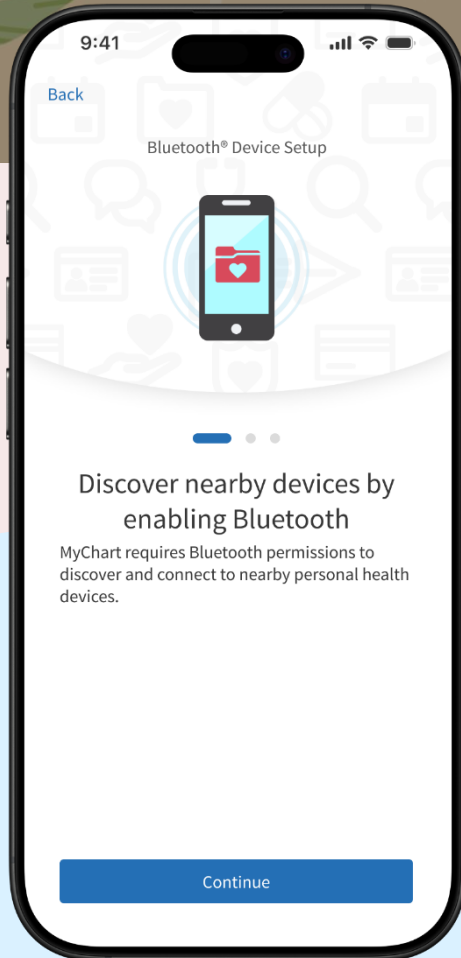 9:41
Back
Bluetooth® Device Setup
Discover nearby devices by
enabling Bluetooth
MyChart requires Bluetooth permissions to
discover and connect to nearby personal health
devices.
Continue